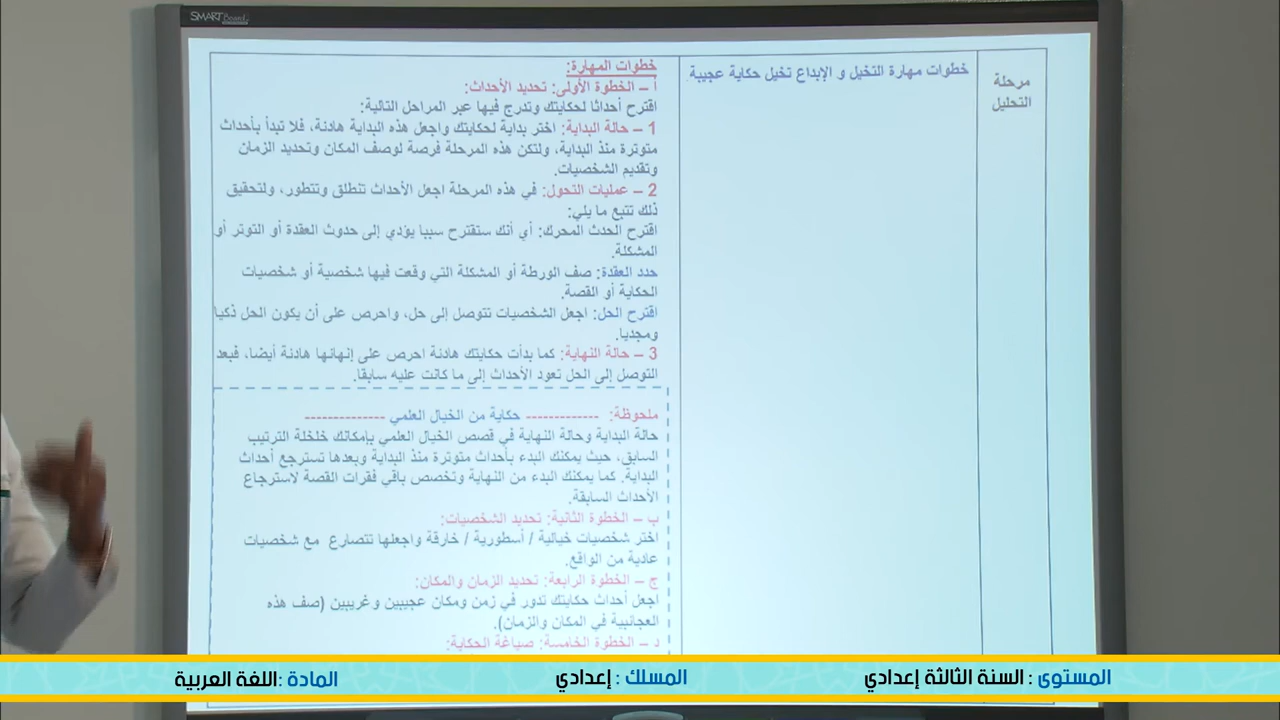 SMART Board
مرحلة
التحليل
خطوات مهارة التخيل و الإبداع تخيل حكاية عجيبة
خطوات المهارة:
أ – الخطوة الأولى: تحديد الأحداث:
اقترح أحداثا لحكايتك وتدرج فيها عبر المراحل التالية:
1 – حالة البداية: اختر بداية لحكايتك واجعل هذه البداية هادئة، فلا تبدأ بأحداث
متوترة منذ البداية، ولتكن هذه المرحلة فرصة لوصف المكان وتحديد الزمان
وتقديم الشخصيات.
2 – عمليات التحول: في هذه المرحلة اجعل الأحداث تنطلق وتتطور، ولتحقيق
ذلك تتبع ما يلي:
اقترح الحدث المحرك: أي أنك ستقترح سببا يؤدي إلى حدوث العقدة أو التوتر أو
المشكلة.
حدد العقدة: صف الورطة أو المشكلة التي وقعت فيها شخصية أو شخصيات
الحكاية أو القصة.
اقترح الحل: اجعل الشخصيات تتوصل إلى حل، واحرص على أن يكون الحل ذكيا
ومجديا.
3 – حالة النهاية: كما بدأت حكايتك هادئة احرص على إنهائها هادئة أيضا، فبعد
التوصل إلى الحل تعود الأحداث إلى ما كانت عليه سابقا.
ملحوظة: ------------- حكاية من الخيال العلمي --------------
حالة البداية وحالة النهاية في قصص الخيال العلمي بإمكانك خلخلة الترتيب
السابق، حيث يمكنك البدء بأحداث متوترة منذ البداية وبعدها تسترجع أحداث
البداية. كما يمكنك البدء من النهاية وتخصص باقي فقرات القصة لاسترجاع
الأحداث السابقة.
ب – الخطوة الثانية: تحديد الشخصيات:
اختر شخصيات خيالية / أسطورية / خارقة واجعلها تتصارع مع شخصيات
عادية من الواقع.
ج – الخطوة الرابعة: تحديد الزمان والمكان:
اجعل أحداث حكايتك تدور في زمن ومكان عجيبين وغريبين (صف هذه
العجائبية في المكان والزمان).
د – الخطوة الخامسة: صياغة الحكاية:
المستوى : السنة الثالثة إعدادي
المسلك : إعدادي
المادة :اللغة العربية